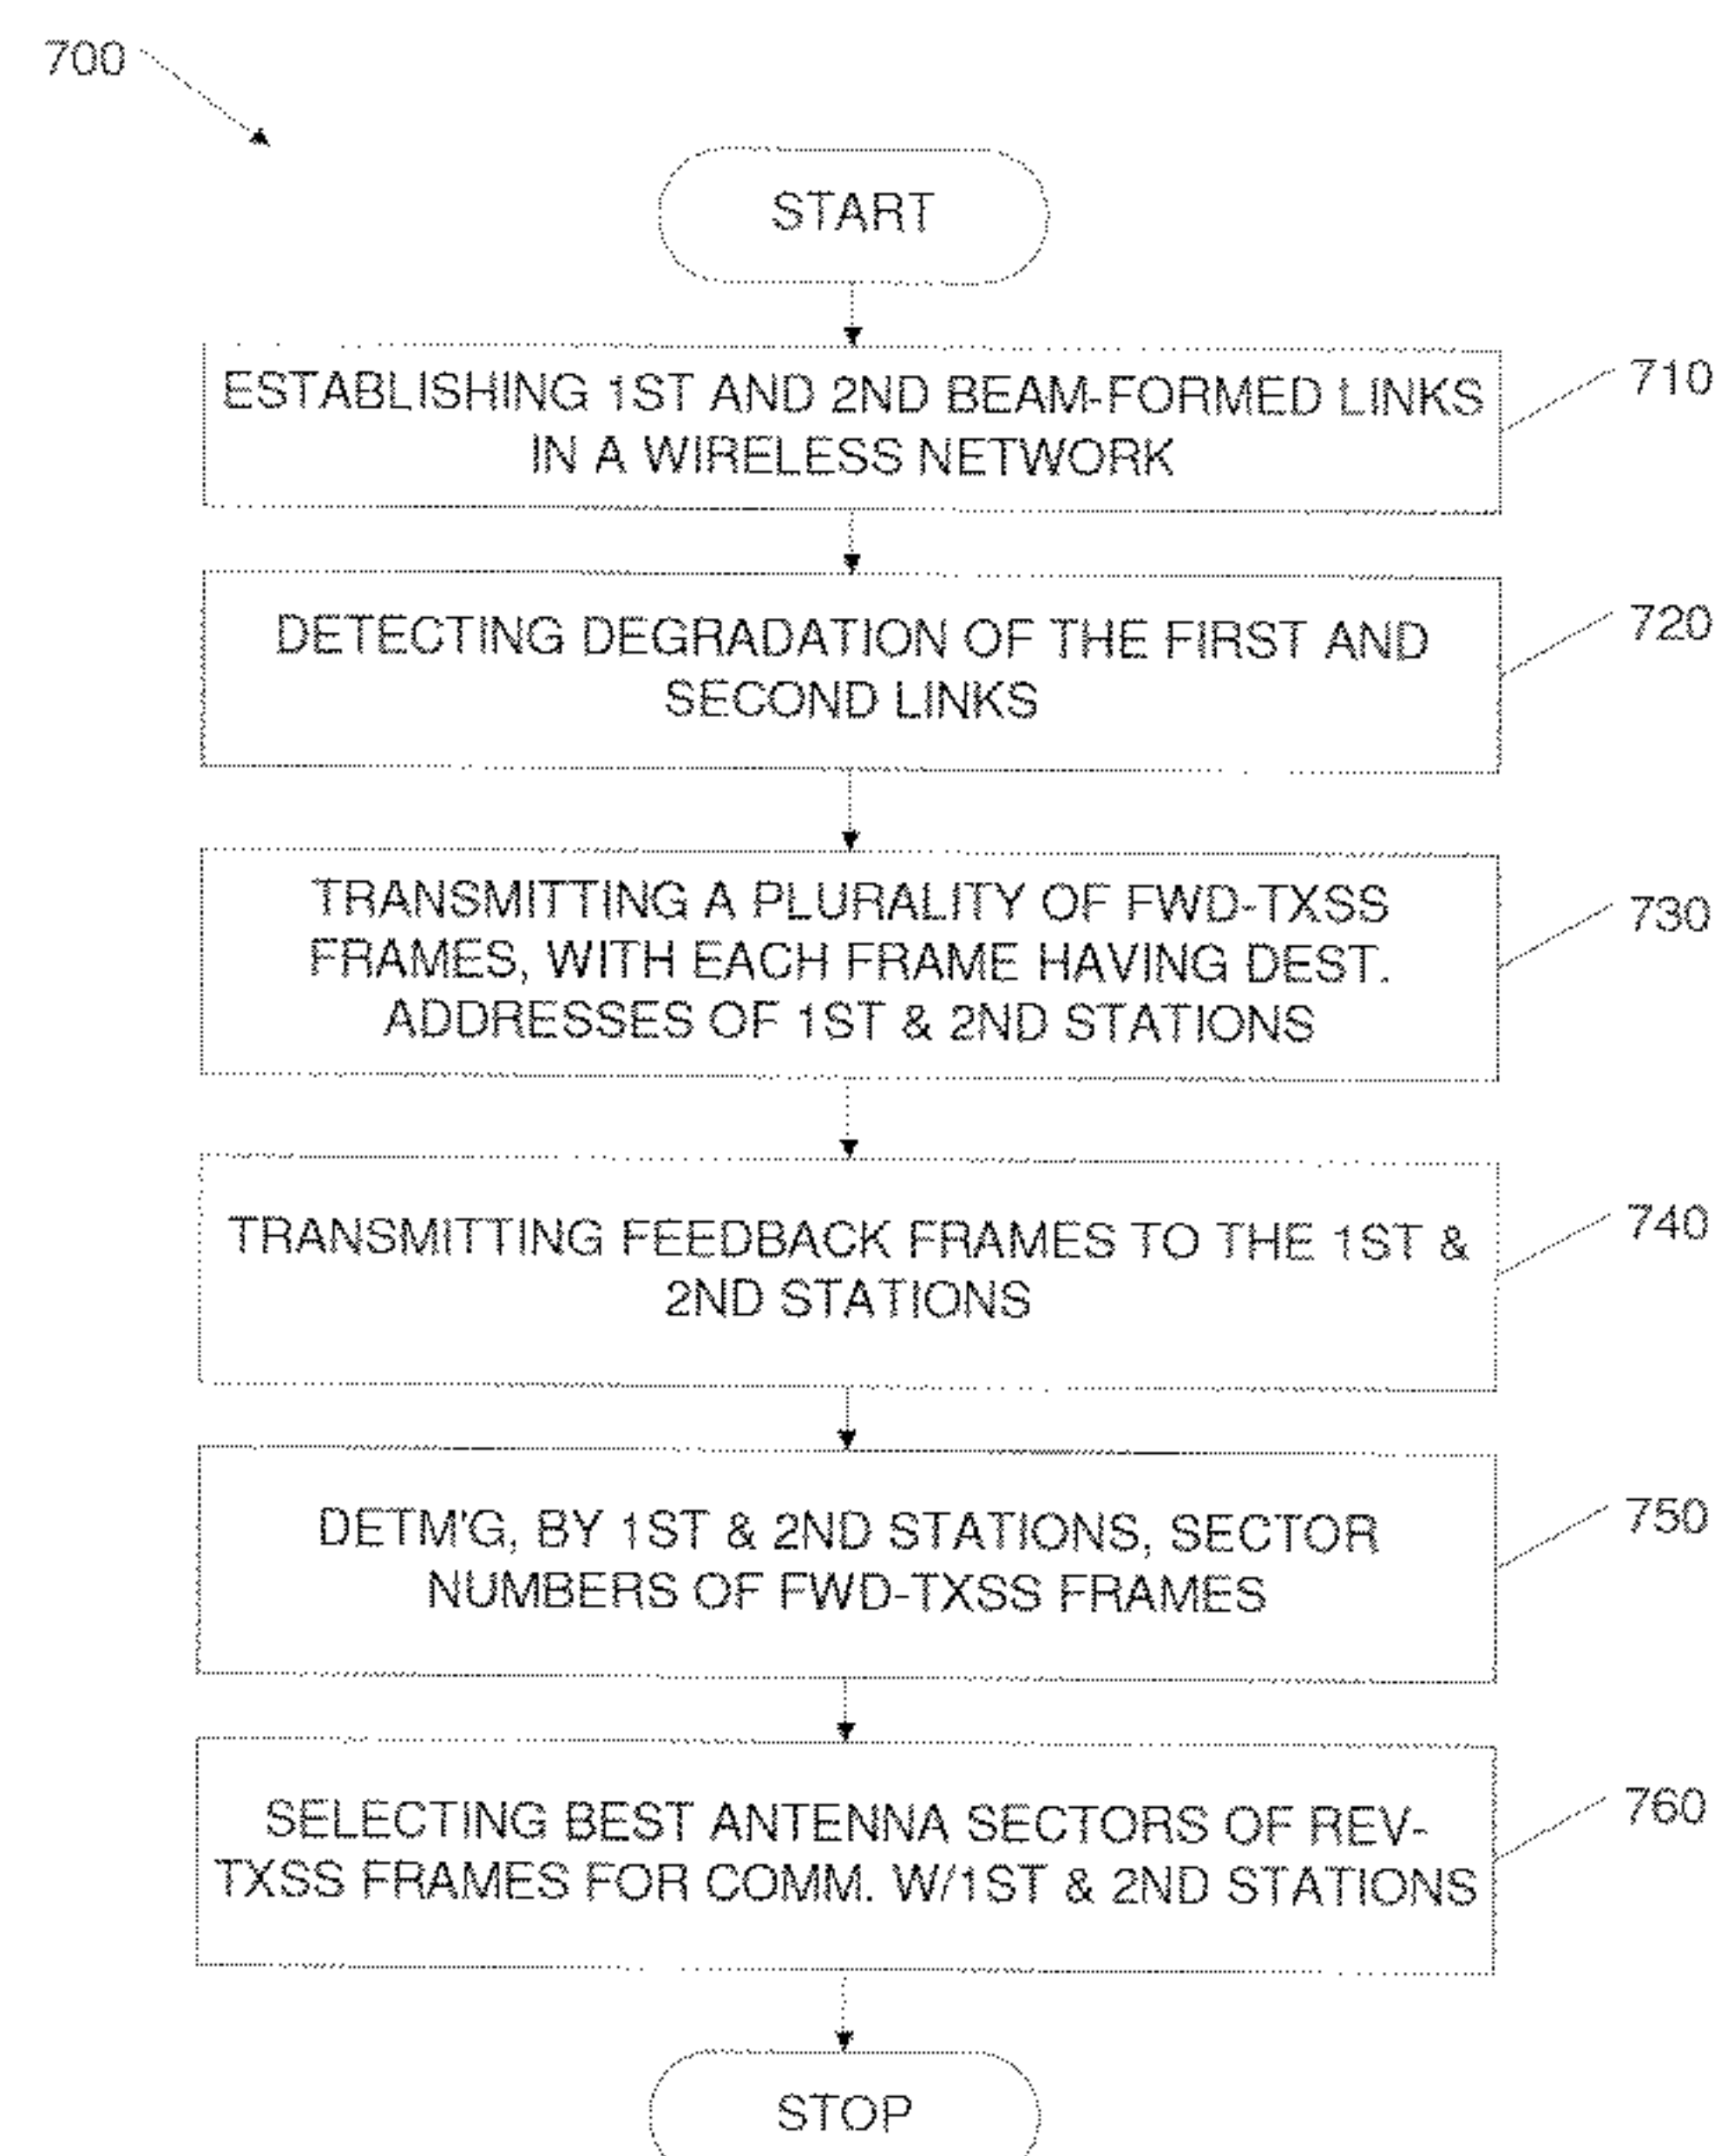 700
START
ESTABLISHING 1ST AND 2ND BEAM-FORMED LINKS
IN A WIRELESS NETWORK
710
DETECTING DEGRADATION OF THE FIRST AND
SECOND LINKS
720
TRANSMITTING A PLURALITY OF FWD-TXSS
FRAMES, WITH EACH FRAME HAVING DEST.
ADDRESSES OF 1ST & 2ND STATIONS
730
TRANSMITTING FEEDBACK FRAMES TO THE 1ST &
2ND STATIONS
740
DETM'G, BY 1ST & 2ND STATIONS, SECTOR
NUMBERS OF FWD-TXSS FRAMES
750
SELECTING BEST ANTENNA SECTORS OF REV-
TXSS FRAMES FOR COMM. W/1ST & 2ND STATIONS
760
STOP